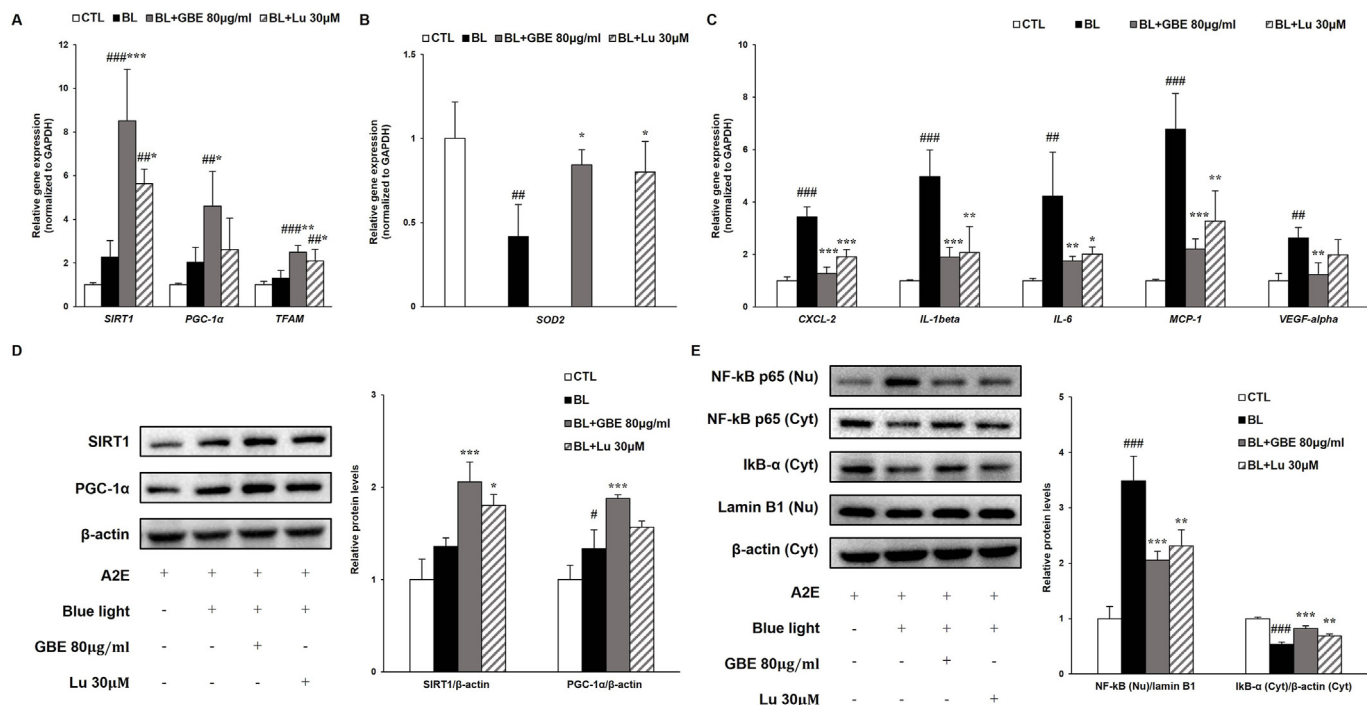 A
CTL BL BL+GBE 80μg/ml BL+Lu 30μM
Relative gene expression
(normalized to GAPDH)
12
10
8
6
4
2
0
###***
##*
##*
###**
##*
SIRT1 PGC-1α TFAM
B
CTL BL BL+GBE 80μg/ml BL+Lu 30μM
Relative gene expression
(normalized to GAPDH)
1.5
1
0.5
0
##
*
*
SOD2
C
CTL BL BL+GBE 80μg/ml BL+Lu 30μM
Relative gene expression
(normalized to GAPDH)
10
8
6
4
2
0
###
***
***
###
***
**
##
**
*
###
***
**
##
**
CXCL-2 IL-1beta IL-6 MCP-1 VEGF-alpha
D
SIRT1
PGC-1α
β-actin
A2E + + + +
Blue light - + + +
GBE 80μg/ml - - + -
Lu 30μM - - - +
CTL
BL
BL+GBE 80μg/ml
BL+Lu 30μM
Relative protein levels
3
2
1
0
***
*
#
***
SIRT1/β-actin PGC-1α/β-actin
E
NF-kB p65 (Nu)
NF-kB p65 (Cyt)
IkB-α (Cyt)
Lamin B1 (Nu)
β-actin (Cyt)
A2E + + + +
Blue light - + + +
GBE 80μg/ml - - + -
Lu 30μM - - - +
CTL
BL
BL+GBE 80μg/ml
BL+Lu 30μM
Relative protein levels
5
4
3
2
1
0
###
***
**
###
***
**
NF-kB (Nu)/lamin B1 IkB-α (Cyt)/β-actin (Cyt)